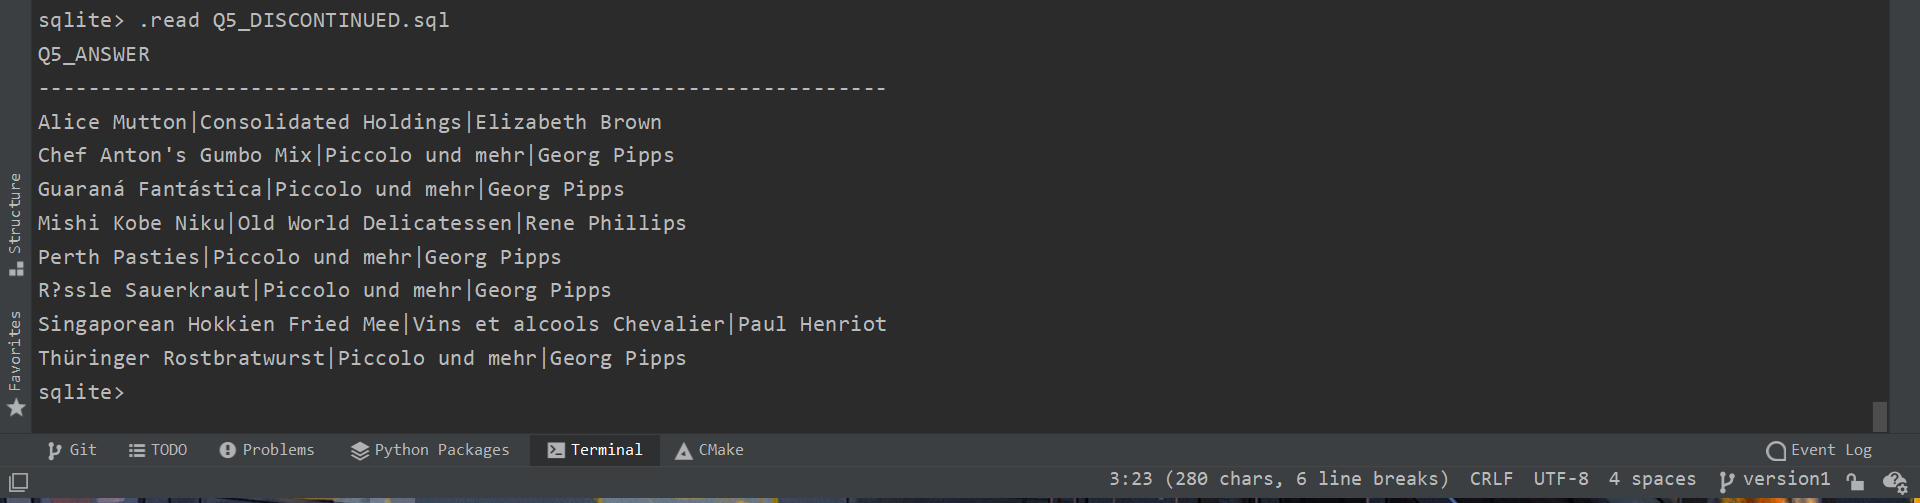 sqlite> .read Q5_DISCONTINUED.sql
Q5_ANSWER
--------------------------------------------------------------------
Alice Mutton|Consolidated Holdings|Elizabeth Brown
Chef Anton's Gumbo Mix|Piccolo und mehr|Georg Pipps
Guaraná Fantástica|Piccolo und mehr|Georg Pipps
Mishi Kobe Niku|Old World Delicatessen|Rene Phillips
Perth Pasties|Piccolo und mehr|Georg Pipps
R?ssle Sauerkraut|Piccolo und mehr|Georg Pipps
Singaporean Hokkien Fried Mee|Vins et alcools Chevalier|Paul Henriot
Thüringer Rostbratwurst|Piccolo und mehr|Georg Pipps
sqlite>
Structure
Favorites
Git TODO Problems Python Packages Terminal CMake Event Log
3:23 (280 chars, 6 line breaks) CRLF UTF-8 4 spaces version1